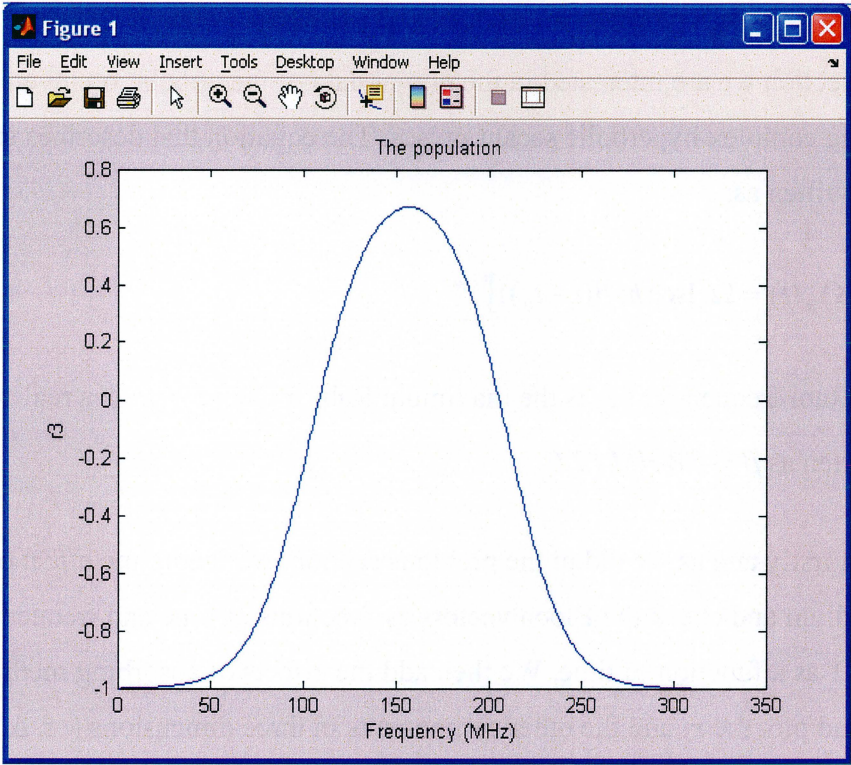 Figure 1
File Edit View Insert Tools Desktop Window Help
The population
0.8
0.6
0.4
0.2
0
-0.2
-0.4
-0.6
-0.8
-1
r3
0 50 100 150 200 250 300 350
Frequency (MHz)